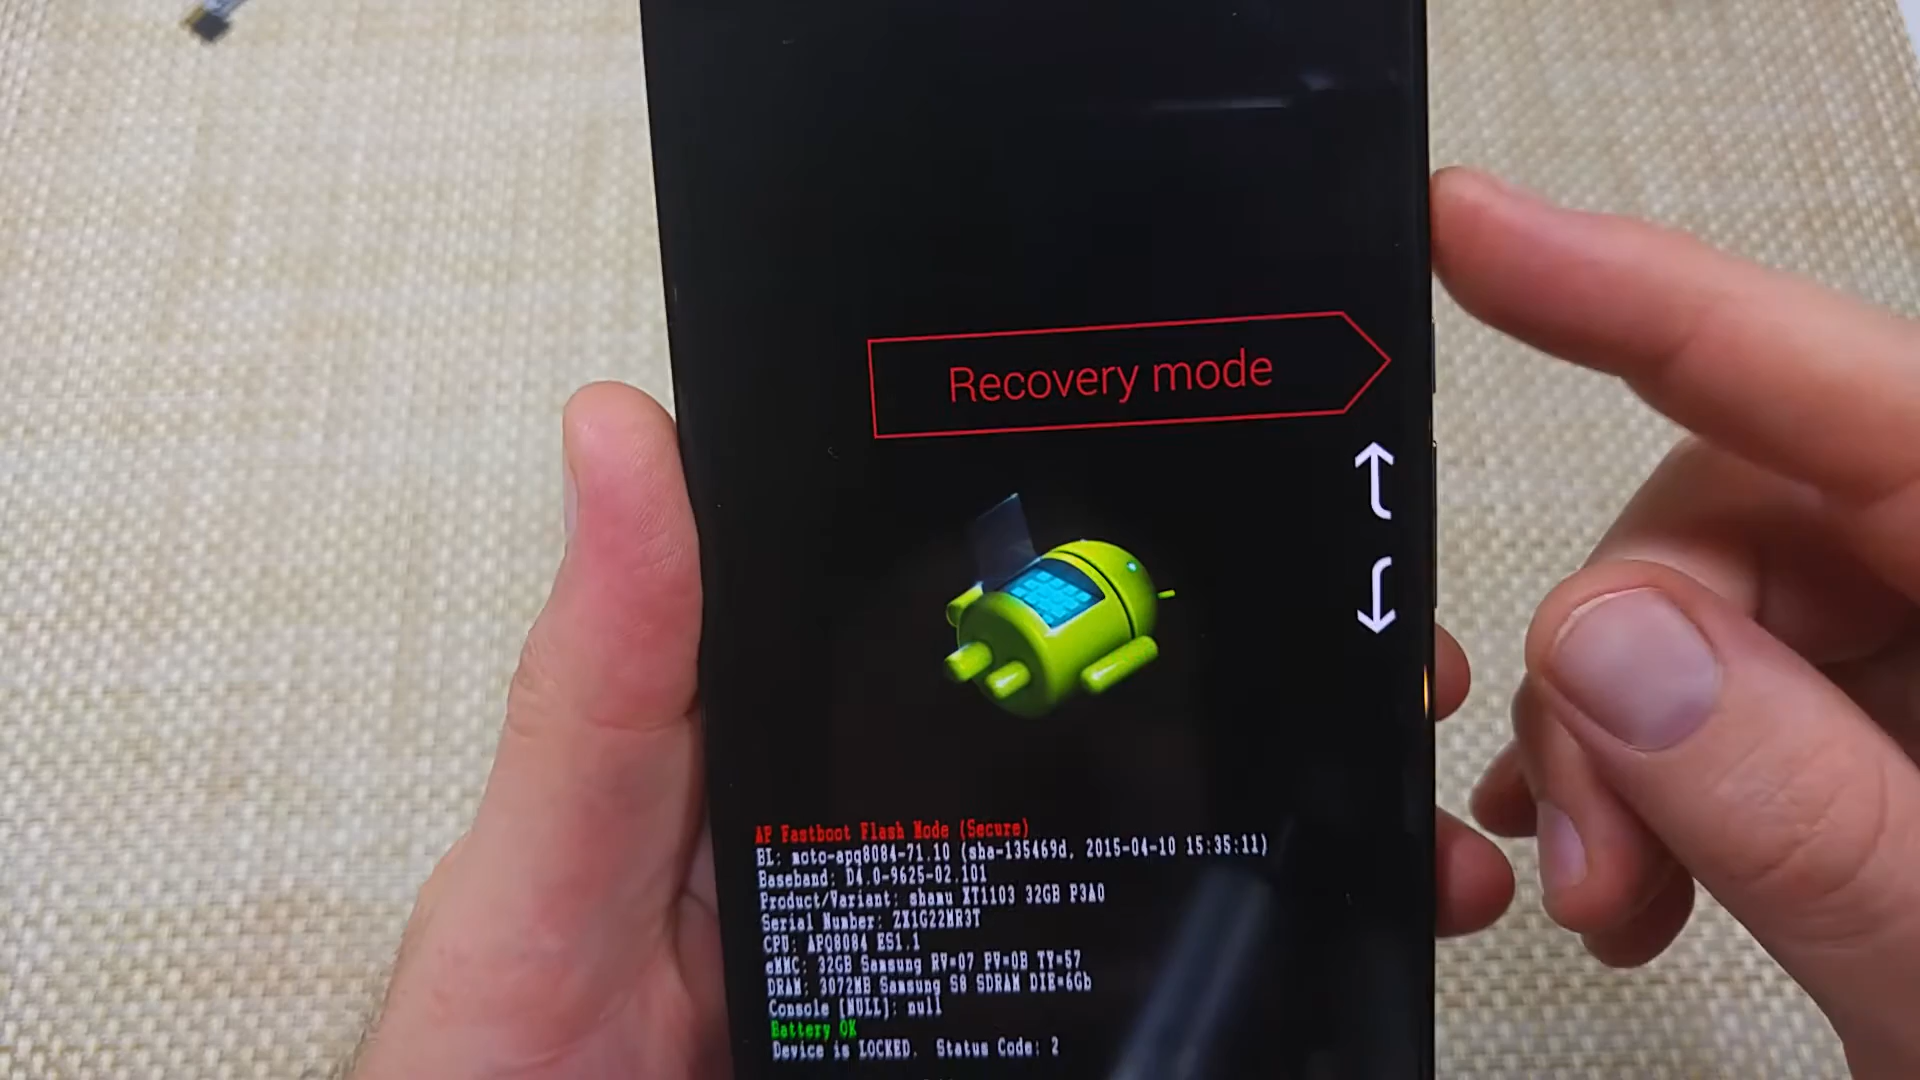 Recovery mode
AP Fastboot Flash Mode (Secure)
BL: moto-apq8084-71.10 (sha-135469d, 2015-04-10 15:35:11)
Baseband: D4.0-9625-02.101
Product/Variant: shamu XT1103 32GB P3A0
Serial Number: ZX1G22MR3T
CPU: APQ8084 ES1.1
eMMC: 32GB Samsung RV=07 PV=0B TY=57
DRAM: 3072MB Samsung S8 SDRAM DIE=6Gb
Console [NULL]: null
Battery OK
Device is LOCKED. Status Code: 2